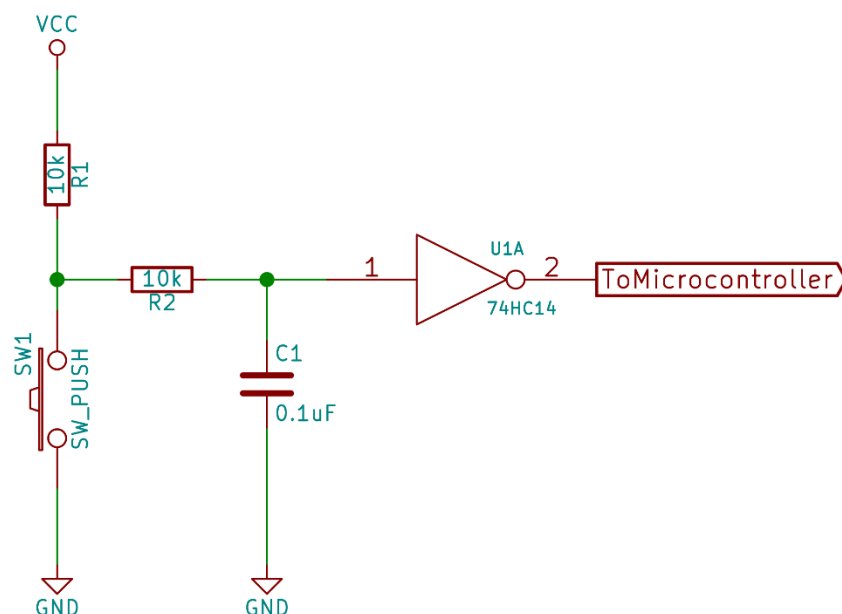 VCC
10k
R1
10k
R2
1
U1A
2
74HC14
ToMicrocontroller
SW1
SW_PUSH
C1
0.1uF
GND
GND